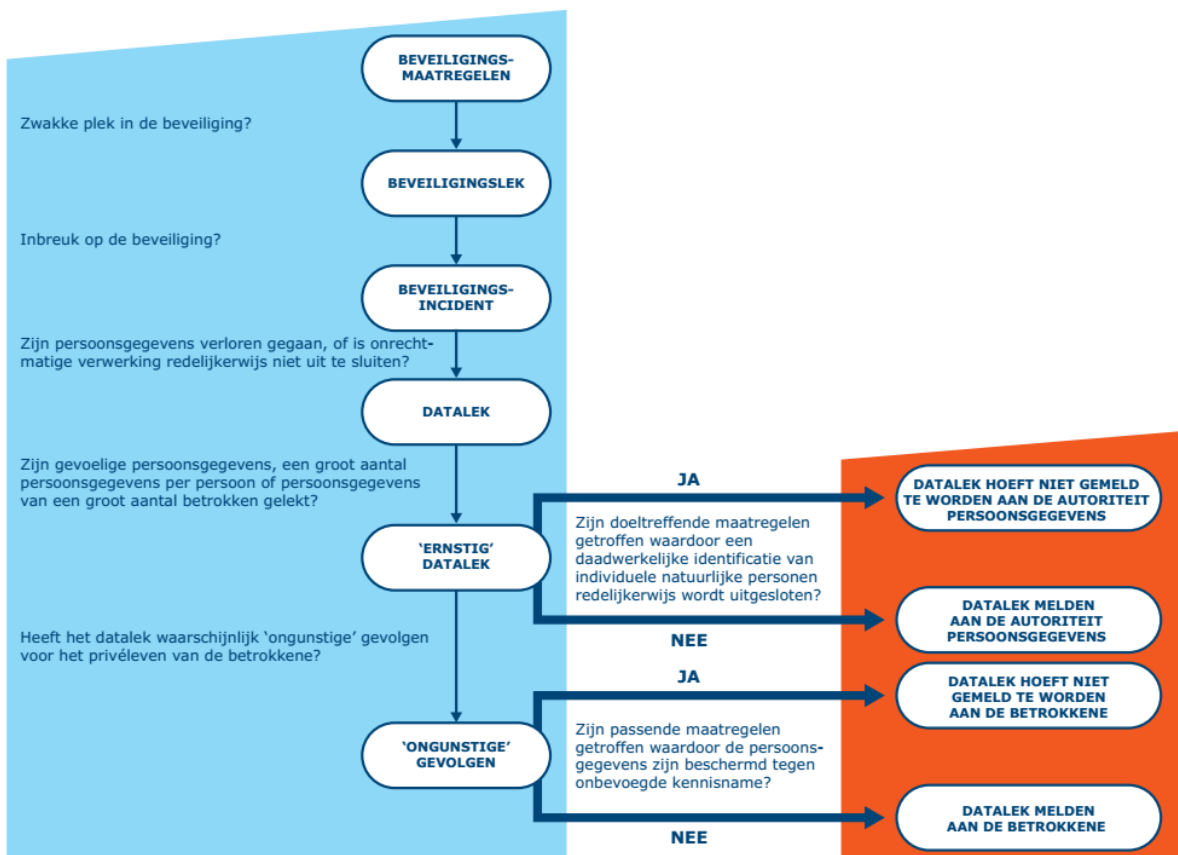 BEVEILIGINGS-
MAATREGELEN
Zwakke plek in de beveiliging?
BEVEILIGINGSLEK
Inbreuk op de beveiliging?
BEVEILIGINGS-
INCIDENT
Zijn persoonsgegevens verloren gegaan, of is onrecht-
matige verwerking redelijkerwijs niet uit te sluiten?
DATALEK
Zijn gevoelige persoonsgegevens, een groot aantal
persoonsgegevens per persoon of persoonsgegevens
van een groot aantal betrokken gelekt?
'ERNSTIG'
DATALEK
JA
Zijn doeltreffende maatregelen
getroffen waardoor een
daadwerkelijke identificatie van
individuele natuurlijke personen
redelijkerwijs wordt uitgesloten?
NEE
DATALEK HOEFT NIET GEMELD
TE WORDEN AAN DE AUTORITEIT
PERSOONSGEGEVENS
DATALEK MELDEN
AAN DE AUTORITEIT
PERSOONSGEGEVENS
Heeft het datalek waarschijnlijk 'ongunstige' gevolgen
voor het privéleven van de betrokkene?
'ONGUNSTIGE'
GEVOLGEN
JA
Zijn passende maatregelen
getroffen waardoor de persoons-
gegevens zijn beschermd tegen
onbevoegde kennisname?
NEE
DATALEK HOEFT NIET
GEMELD TE WORDEN
AAN DE BETROKKENE
DATALEK MELDEN
AAN DE BETROKKENE